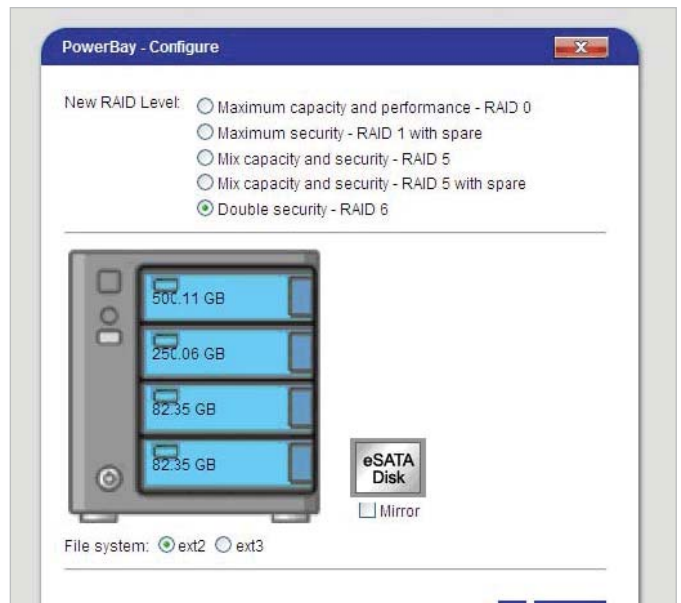 PowerBay - Configure
X
New RAID Level:
Maximum capacity and performance - RAID 0
Maximum security - RAID 1 with spare
Mix capacity and security - RAID 5
Mix capacity and security - RAID 5 with spare
Double security - RAID 6
500.11 GB
250.06 GB
82.35 GB
82.35 GB
eSATA
Disk
Mirror
File system: ext2 ext3